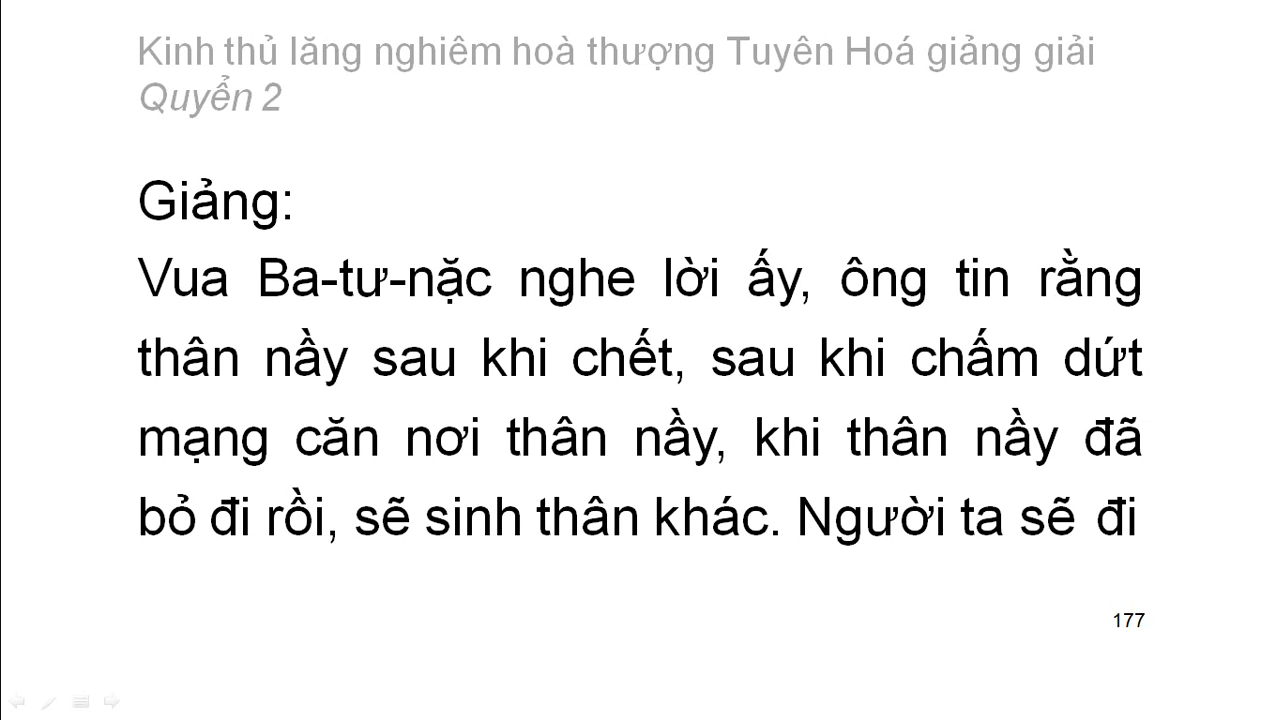 Kinh thủ lăng nghiêm hoà thượng Tuyên Hoá giảng giải
Quyển 2
Giảng:
Vua Ba-tư-nặc nghe lời ấy, ông tin rằng
thân nầy sau khi chết, sau khi chấm dứt
mạng căn nơi thân nầy, khi thân nầy đã
bỏ đi rồi, sẽ sinh thân khác. Người ta sẽ đi
177